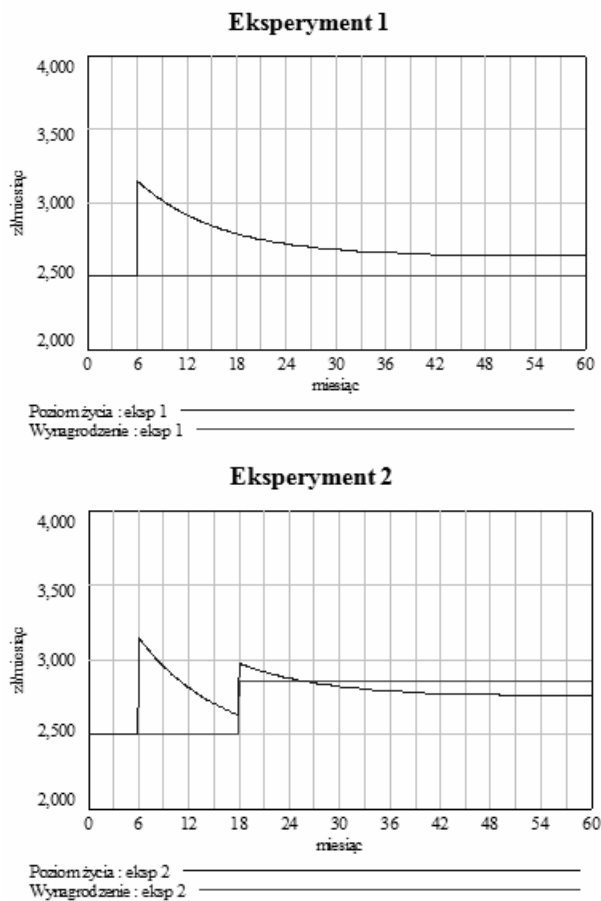 Eksperyment 1
4,000
3,500
3,000
2,500
2,000
zł/miesiąc
0 6 12 18 24 30 36 42 48 54 60
miesiąc
Poziom życia : eksp 1
Wynagrodzenie : eksp 1
Eksperyment 2
4,000
3,500
3,000
2,500
2,000
zł/miesiąc
0 6 12 18 24 30 36 42 48 54 60
miesiąc
Poziom życia : eksp 2
Wynagrodzenie : eksp 2